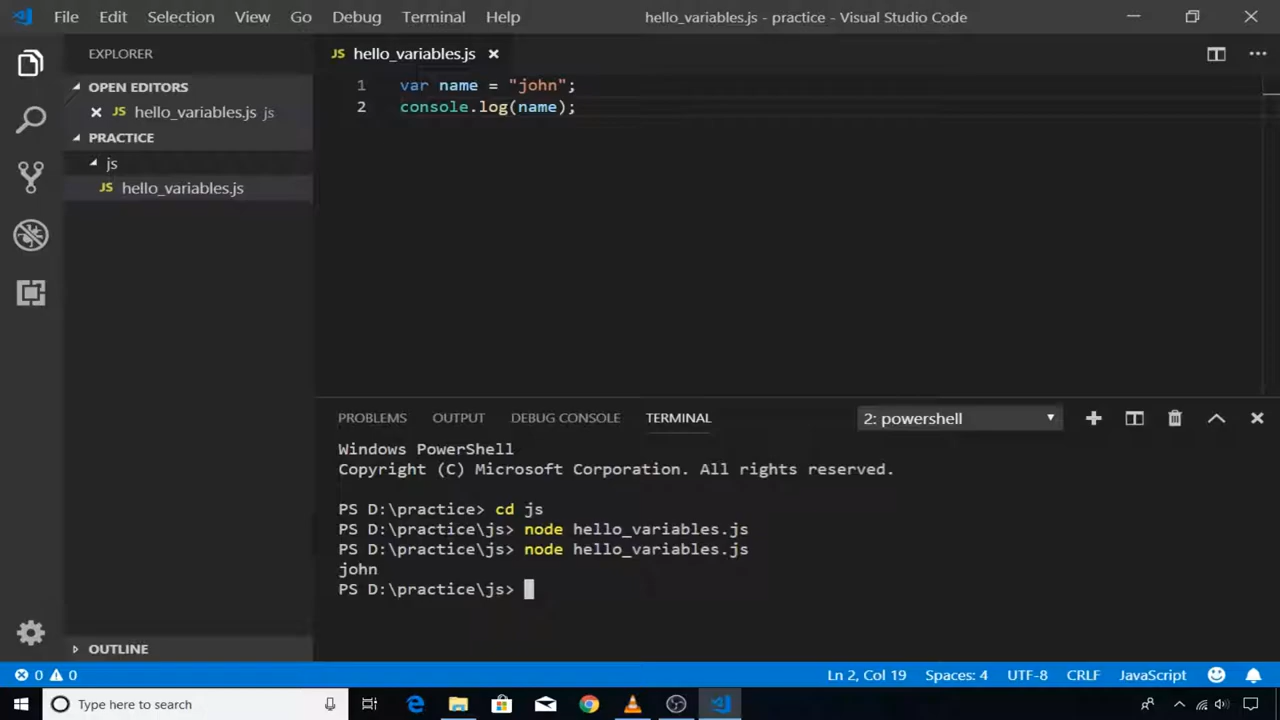 File Edit Selection View Go Debug Terminal Help hello_variables.js - practice - Visual Studio Code
EXPLORER
OPEN EDITORS
JS hello_variables.js js
PRACTICE
js
JS hello_variables.js
OUTLINE
JS hello_variables.js
1 var name = "john";
2 console.log(name);
PROBLEMS OUTPUT DEBUG CONSOLE TERMINAL 2: powershell
Windows PowerShell
Copyright (C) Microsoft Corporation. All rights reserved.
PS D:\practice> cd js
PS D:\practice\js> node hello_variables.js
PS D:\practice\js> node hello_variables.js
john
PS D:\practice\js>
0 0 Ln 2, Col 19 Spaces: 4 UTF-8 CRLF JavaScript
Type here to search